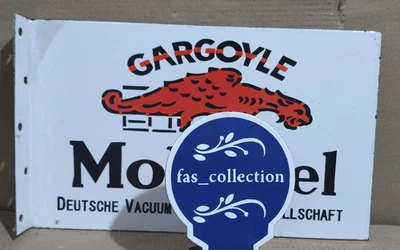 GARGOYLE
Mo el
fas_collection
DEUTSCHE VACUUM LLSCHAFT